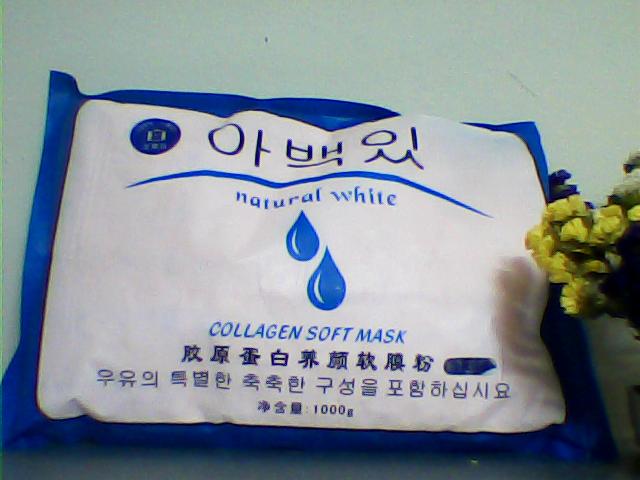 아백있
natural white
COLLAGEN SOFT MASK
胶原蛋白养颜软膜粉
우유의 특별한 축축한 구성을 포함하십시요
净含量:1000g